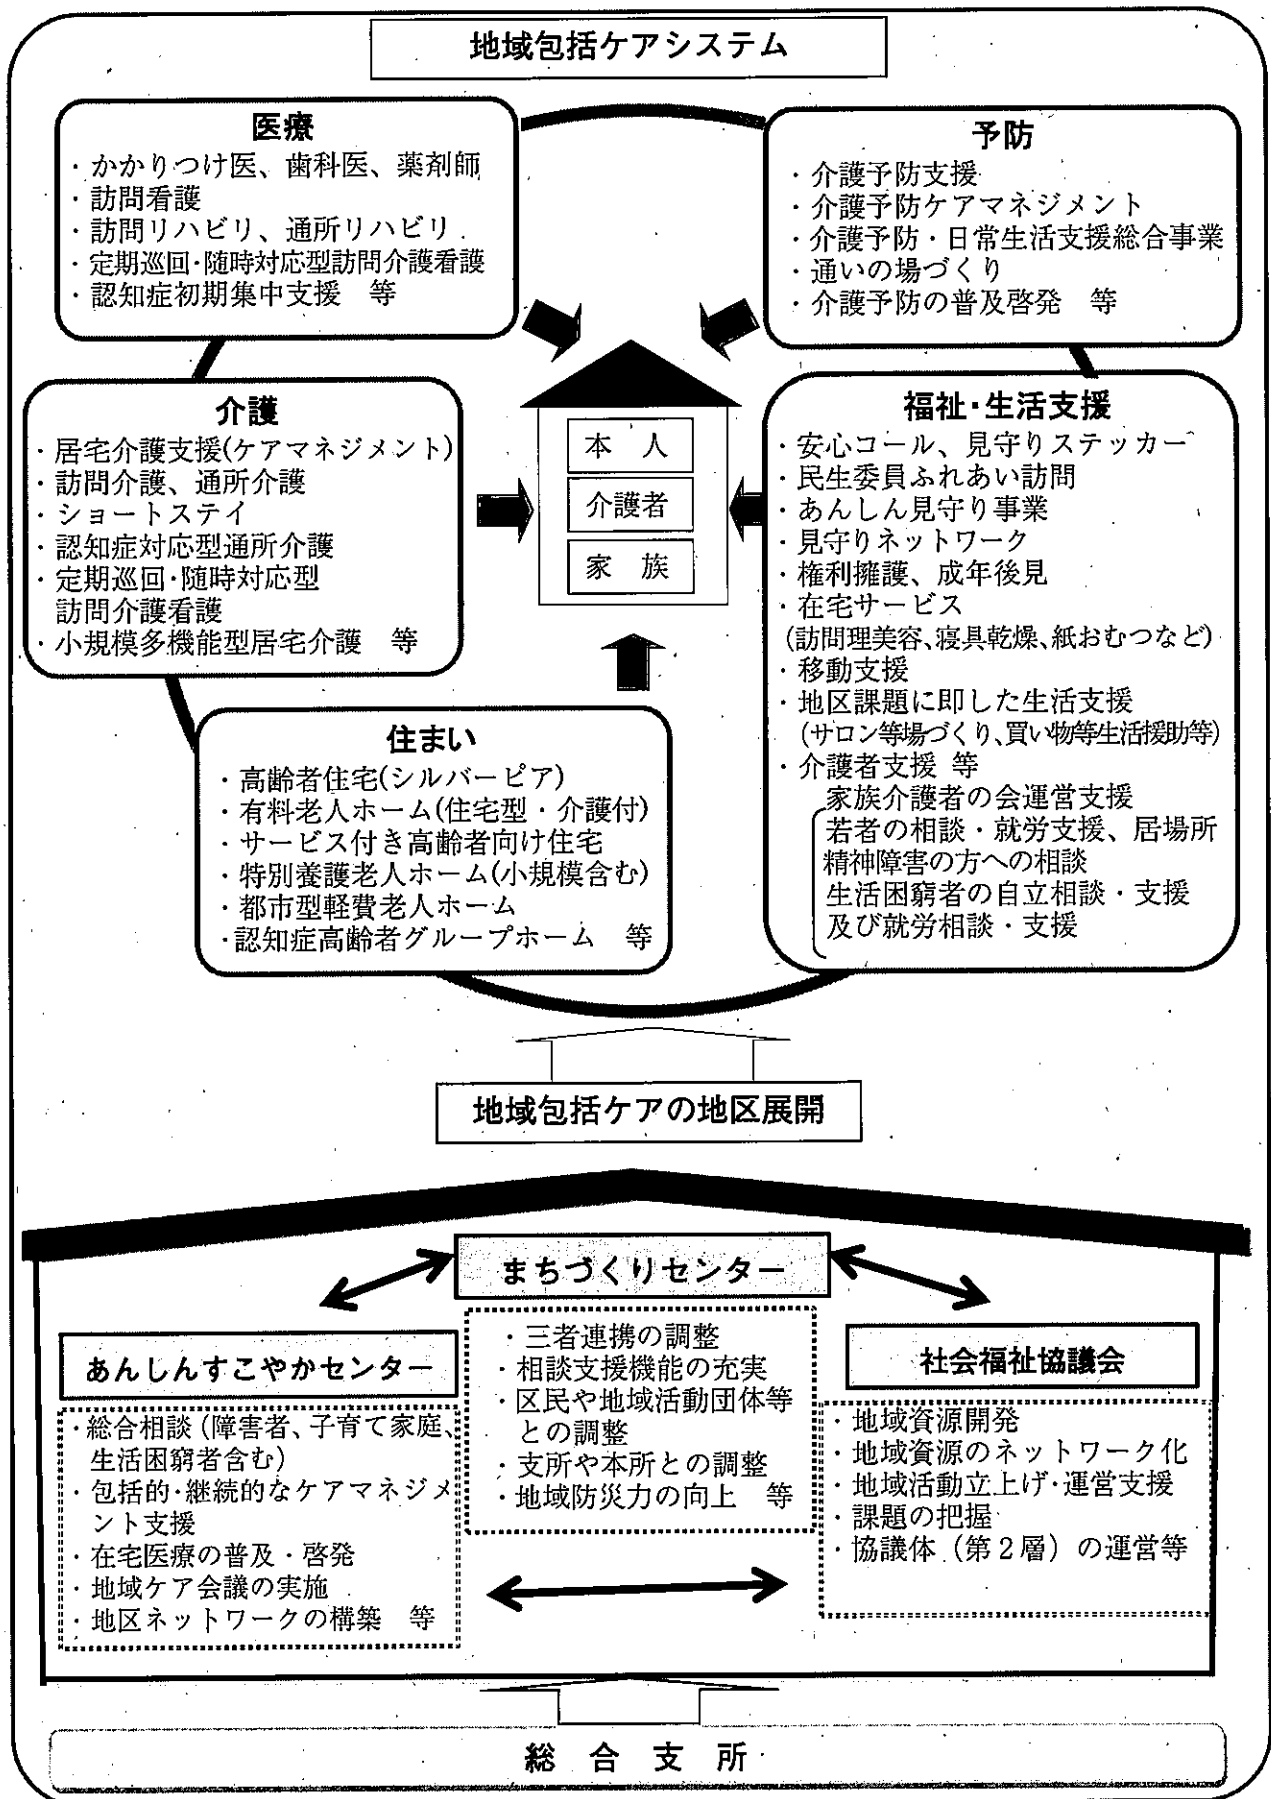 地域包括ケアシステム
医療
・かかりつけ医、歯科医、薬剤師
・訪問看護
・訪問リハビリ、通所リハビリ
・定期巡回・随時対応型訪問介護看護
・認知症初期集中支援　等
予防
・介護予防支援
・介護予防ケアマネジメント
・介護予防・日常生活支援総合事業
・通いの場づくり
・介護予防の普及啓発　等
介護
・居宅介護支援(ケアマネジメント)
・訪問介護、通所介護
・ショートステイ
・認知症対応型通所介護
・定期巡回・随時対応型
訪問介護看護
・小規模多機能型居宅介護　等
本　人
介護者
家　族
福祉・生活支援
・安心コール、見守りステッカー
・民生委員ふれあい訪問
・あんしん見守り事業
・見守りネットワーク
・権利擁護、成年後見
・在宅サービス
(訪問理美容、寝具乾燥、紙おむつなど)
・移動支援
・地区課題に即した生活支援
(サロン等場づくり、買い物等生活援助等)
・介護者支援 等
家族介護者の会運営支援
若者の相談・就労支援、居場所
精神障害の方への相談
生活困窮者の自立相談・支援
及び就労相談・支援
住まい
・高齢者住宅(シルバーピア)
・有料老人ホーム(住宅型・介護付)
・サービス付き高齢者向け住宅
・特別養護老人ホーム(小規模含む)
・都市型軽費老人ホーム
・認知症高齢者グループホーム　等
地域包括ケアの地区展開
まちづくりセンター
・三者連携の調整
・相談支援機能の充実
・区民や地域活動団体等
との調整
・支所や本所との調整
・地域防災力の向上　等
あんしんすこやかセンター
・総合相談（障害者、子育て家庭、
生活困窮者含む）
・包括的・継続的なケアマネジメ
ント支援
・在宅医療の普及・啓発
・地域ケア会議の実施
・地区ネットワークの構築　等
社会福祉協議会
・地域資源開発
・地域資源のネットワーク化
・地域活動立上げ・運営支援
・課題の把握
・協議体（第２層）の運営等
総　合　支　所